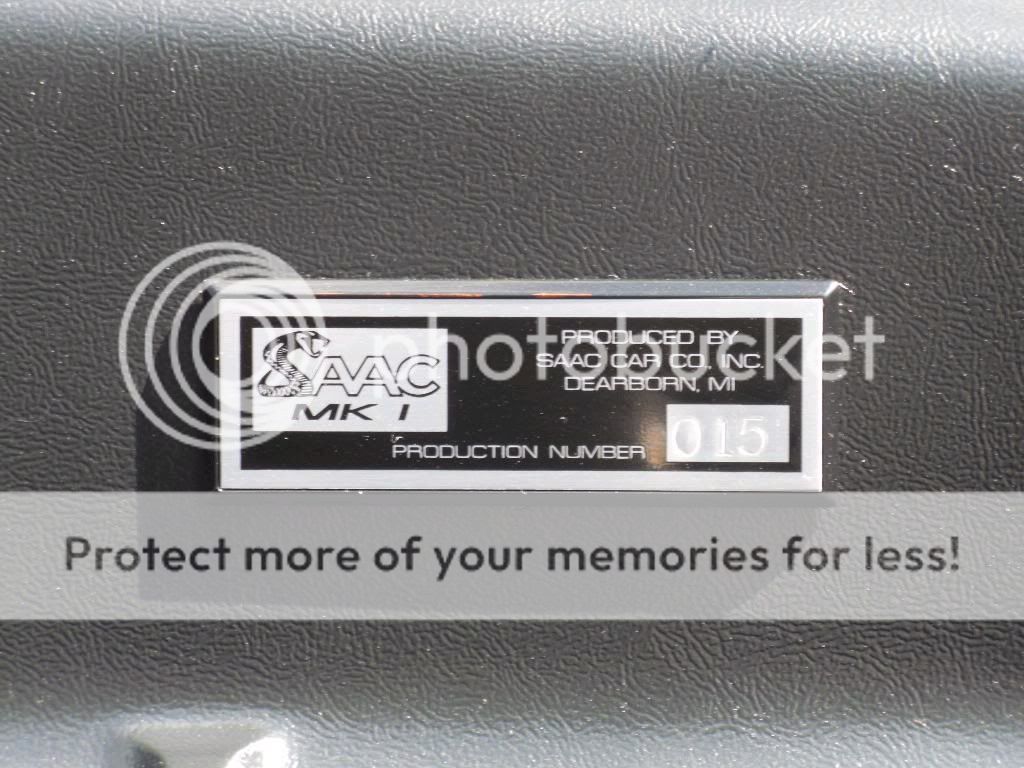 SAAC
MK I
PRODUCED BY
SAAC CAR CO., INC.
DEARBORN, MI
PRODUCTION NUMBER 015
photobucket
Protect more of your memories for less!